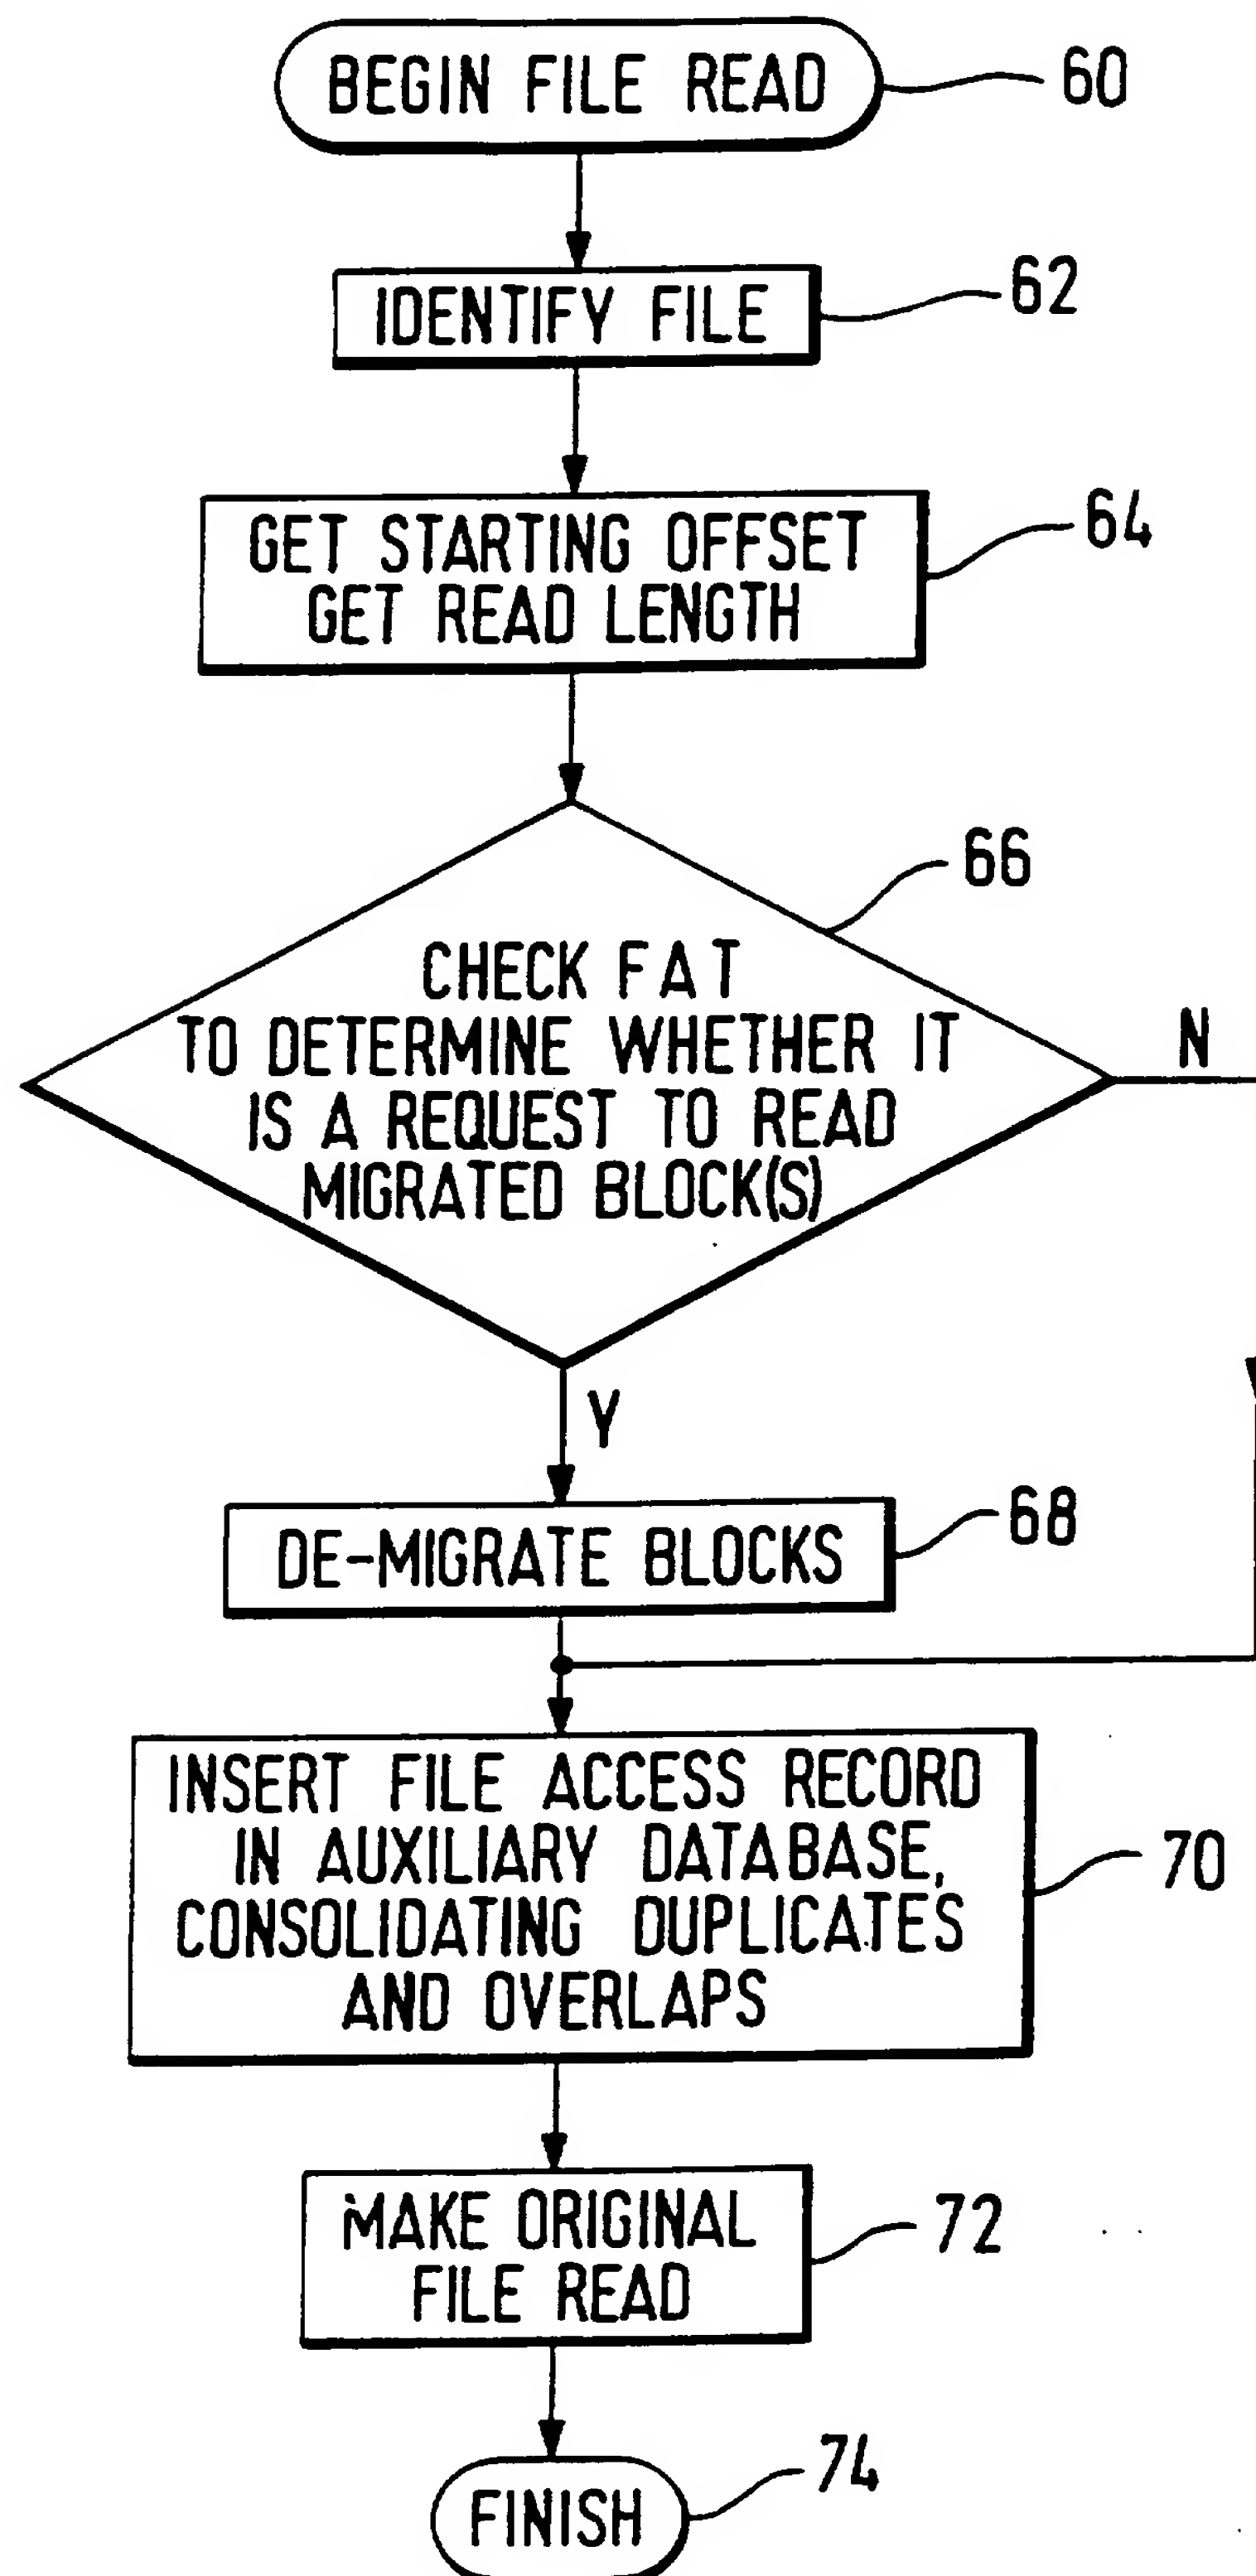 BEGIN FILE READ
60
IDENTIFY FILE
62
GET STARTING OFFSET
GET READ LENGTH
64
66
CHECK FAT
TO DETERMINE WHETHER IT
IS A REQUEST TO READ
MIGRATED BLOCK(S)
N
Y
DE-MIGRATE BLOCKS
68
INSERT FILE ACCESS RECORD
IN AUXILIARY DATABASE,
CONSOLIDATING DUPLICATES
AND OVERLAPS
70
MAKE ORIGINAL
FILE READ
72
FINISH
74